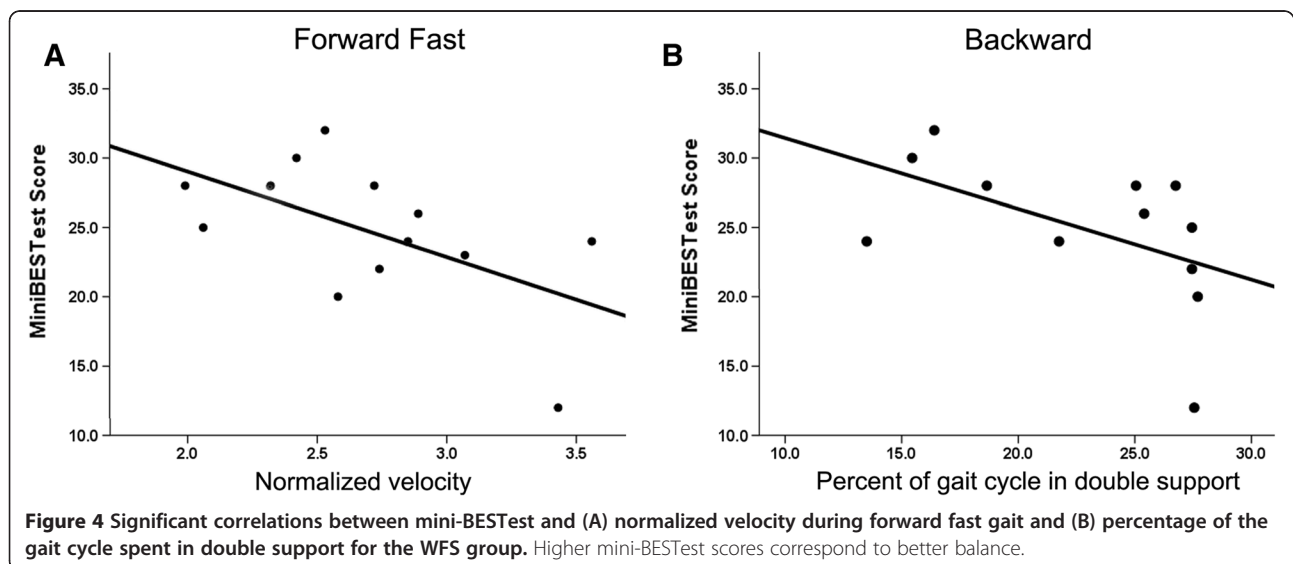 A
Forward Fast
MiniBESTest Score
35.0
30.0
25.0
20.0
15.0
10.0
2.0 2.5 3.0 3.5
Normalized velocity
B
Backward
MiniBESTest Score
35.0
30.0
25.0
20.0
15.0
10.0
10.0 15.0 20.0 25.0 30.0
Percent of gait cycle in double support
Figure 4 Significant correlations between mini-BESTest and (A) normalized velocity during forward fast gait and (B) percentage of the
gait cycle spent in double support for the WFS group. Higher mini-BESTest scores correspond to better balance.